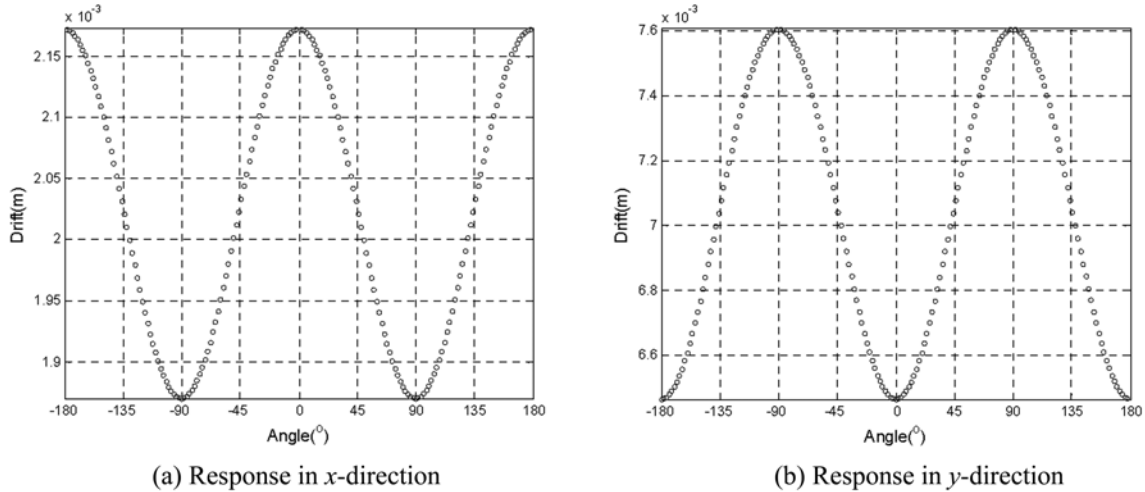 x 10⁻³
2.15
2.1
2.05
2
1.95
1.9
Drift(m)
-180 -135 -90 -45 0 45 90 135 180
Angle(°)
(a) Response in x-direction
x 10⁻³
7.6
7.4
7.2
7
6.8
6.6
Drift(m)
-180 -135 -90 -45 0 45 90 135 180
Angle(°)
(b) Response in y-direction